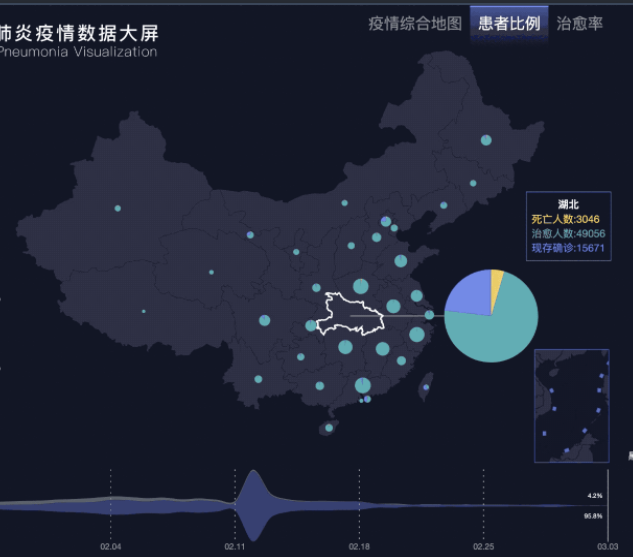 肺炎疫情数据大屏
Pneumonia Visualization
疫情综合地图 患者比例 治愈率
湖北
死亡人数:3046
治愈人数:49056
现存确诊:15671
4.2%
95.8%
02.04 02.11 02.18 02.25 03.03